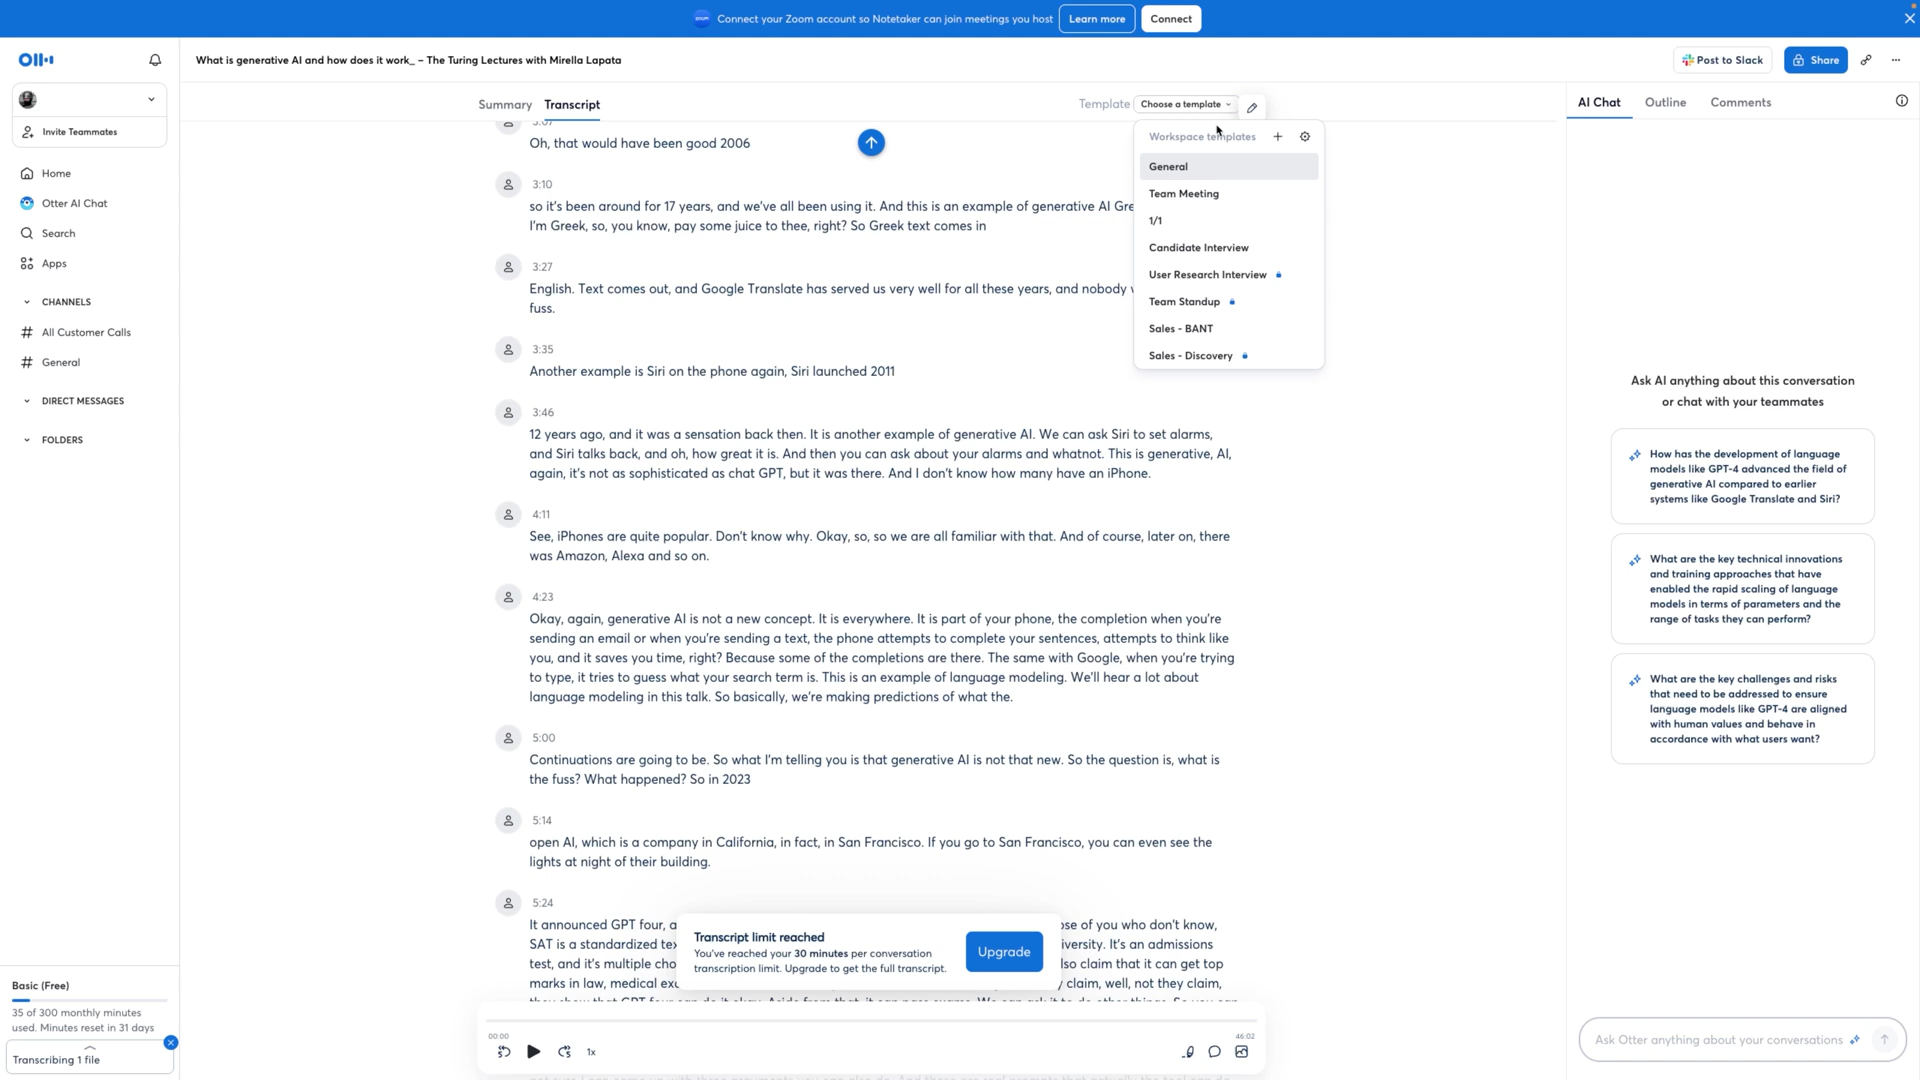 zoom Connect your Zoom account so Notetaker can join meetings you host Learn more Connect
What is generative AI and how does it work_ – The Turing Lectures with Mirella Lapata
Post to Slack
Share
Invite Teammates
Home
Otter AI Chat
Search
Apps
CHANNELS
# All Customer Calls
# General
DIRECT MESSAGES
FOLDERS
Basic (Free)
35 of 300 monthly minutes
used. Minutes reset in 31 days
Transcribing 1 file
Summary Transcript
Template Choose a template
Workspace templates
General
Team Meeting
1/1
Candidate Interview
User Research Interview
Team Standup
Sales - BANT
Sales - Discovery
3:07
Oh, that would have been good 2006
3:10
so it's been around for 17 years, and we've all been using it. And this is an example of generative AI Gre
I'm Greek, so, you know, pay some juice to thee, right? So Greek text comes in
3:27
English. Text comes out, and Google Translate has served us very well for all these years, and nobody
fuss.
3:35
Another example is Siri on the phone again, Siri launched 2011
3:46
12 years ago, and it was a sensation back then. It is another example of generative AI. We can ask Siri to set alarms,
and Siri talks back, and oh, how great it is. And then you can ask about your alarms and whatnot. This is generative, AI,
again, it's not as sophisticated as chat GPT, but it was there. And I don't know how many have an iPhone.
4:11
See, iPhones are quite popular. Don't know why. Okay, so, so we are all familiar with that. And of course, later on, there
was Amazon, Alexa and so on.
4:23
Okay, again, generative AI is not a new concept. It is everywhere. It is part of your phone, the completion when you're
sending an email or when you're sending a text, the phone attempts to complete your sentences, attempts to think like
you, and it saves you time, right? Because some of the completions are there. The same with Google, when you're trying
to type, it tries to guess what your search term is. This is an example of language modeling. We'll hear a lot about
language modeling in this talk. So basically, we're making predictions of what the.
5:00
Continuations are going to be. So what I'm telling you is that generative AI is not that new. So the question is, what is
the fuss? What happened? So in 2023
5:14
open AI, which is a company in California, in fact, in San Francisco. If you go to San Francisco, you can even see the
lights at night of their building.
5:24
It announced GPT four, a ose of you who don't know,
SAT is a standardized tex iversity. It's an admissions
test, and it's multiple cho lso claim that it can get top
marks in law, medical exa y claim, well, not they claim,
they show that GPT four can do it okay. Aside from that, it can pass exams. We can ask it to do other things. So you can
Transcript limit reached
You've reached your 30 minutes per conversation
transcription limit. Upgrade to get the full transcript.
Upgrade
00:00 46:02
1x
AI Chat Outline Comments
Ask AI anything about this conversation
or chat with your teammates
How has the development of language
models like GPT-4 advanced the field of
generative AI compared to earlier
systems like Google Translate and Siri?
What are the key technical innovations
and training approaches that have
enabled the rapid scaling of language
models in terms of parameters and the
range of tasks they can perform?
What are the key challenges and risks
that need to be addressed to ensure
language models like GPT-4 are aligned
with human values and behave in
accordance with what users want?
Ask Otter anything about your conversations